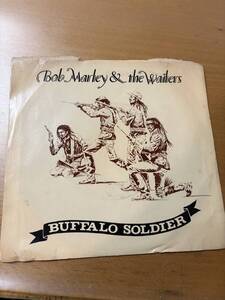 Bob Marley & the Wailers
BUFFALO SOLDIER